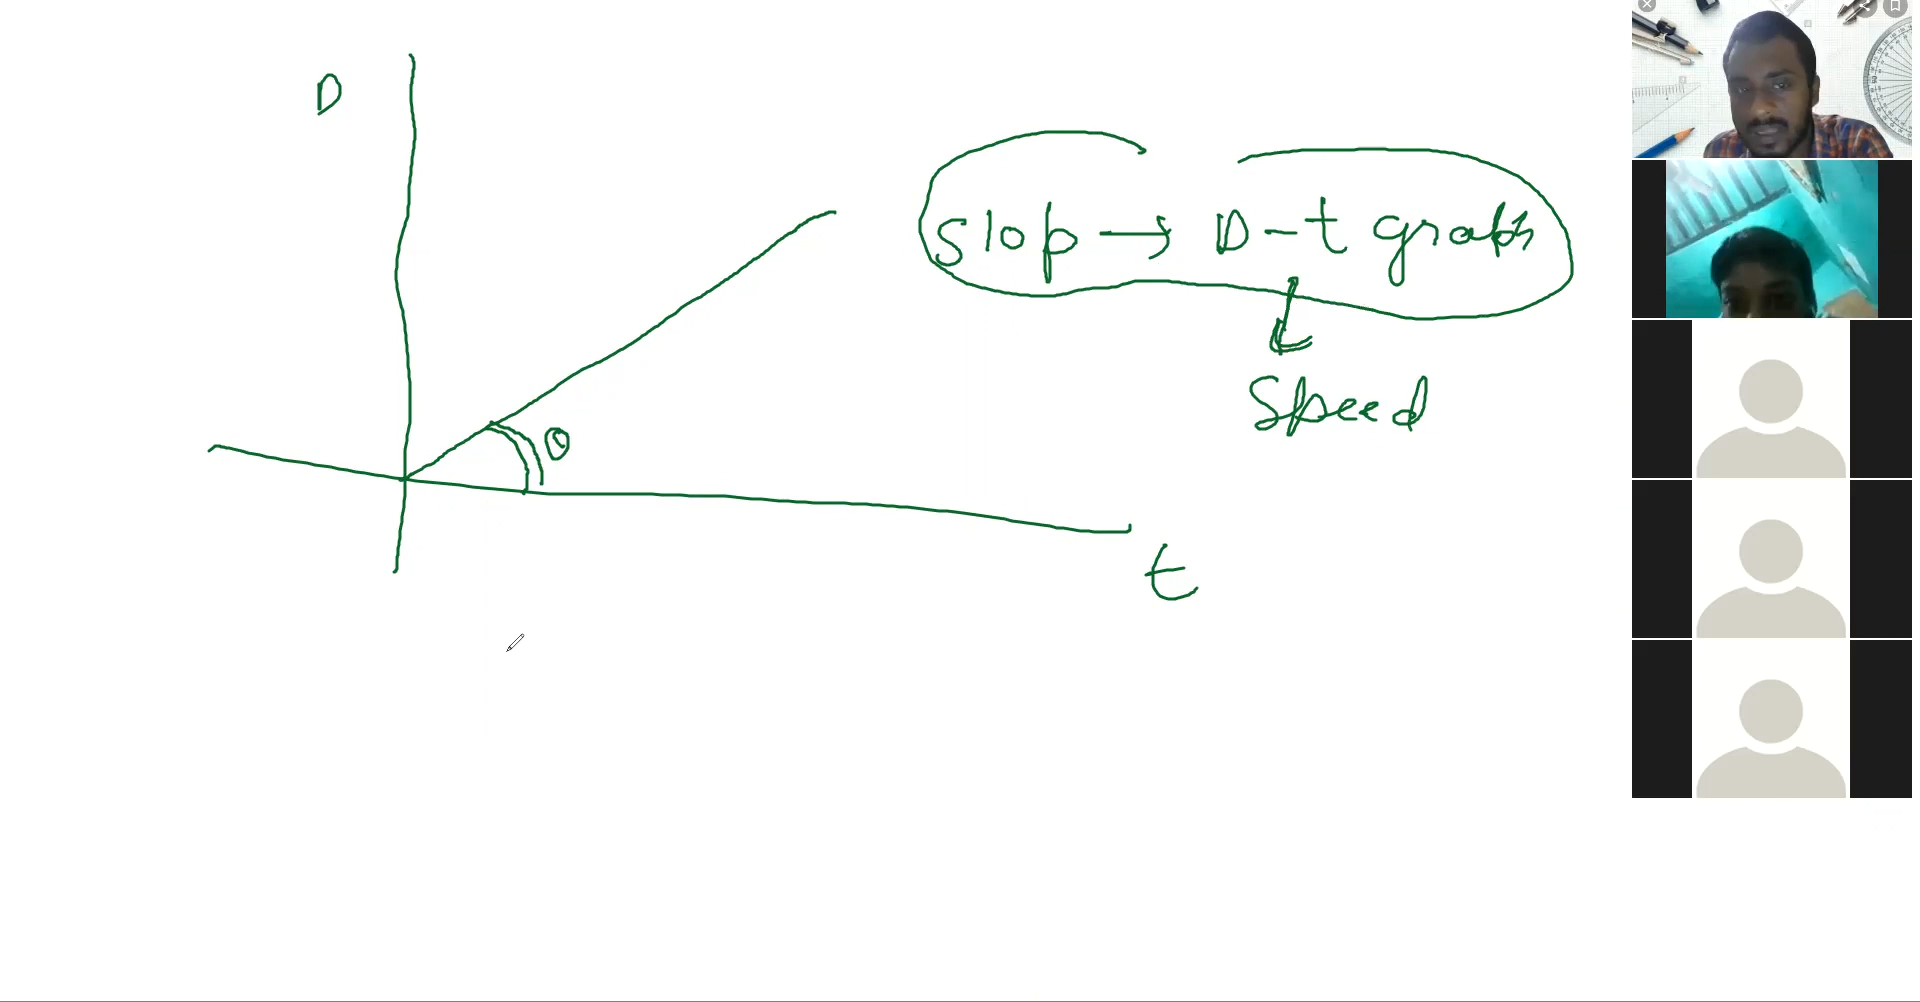 D
slop → D-t graph
Speed
θ
t